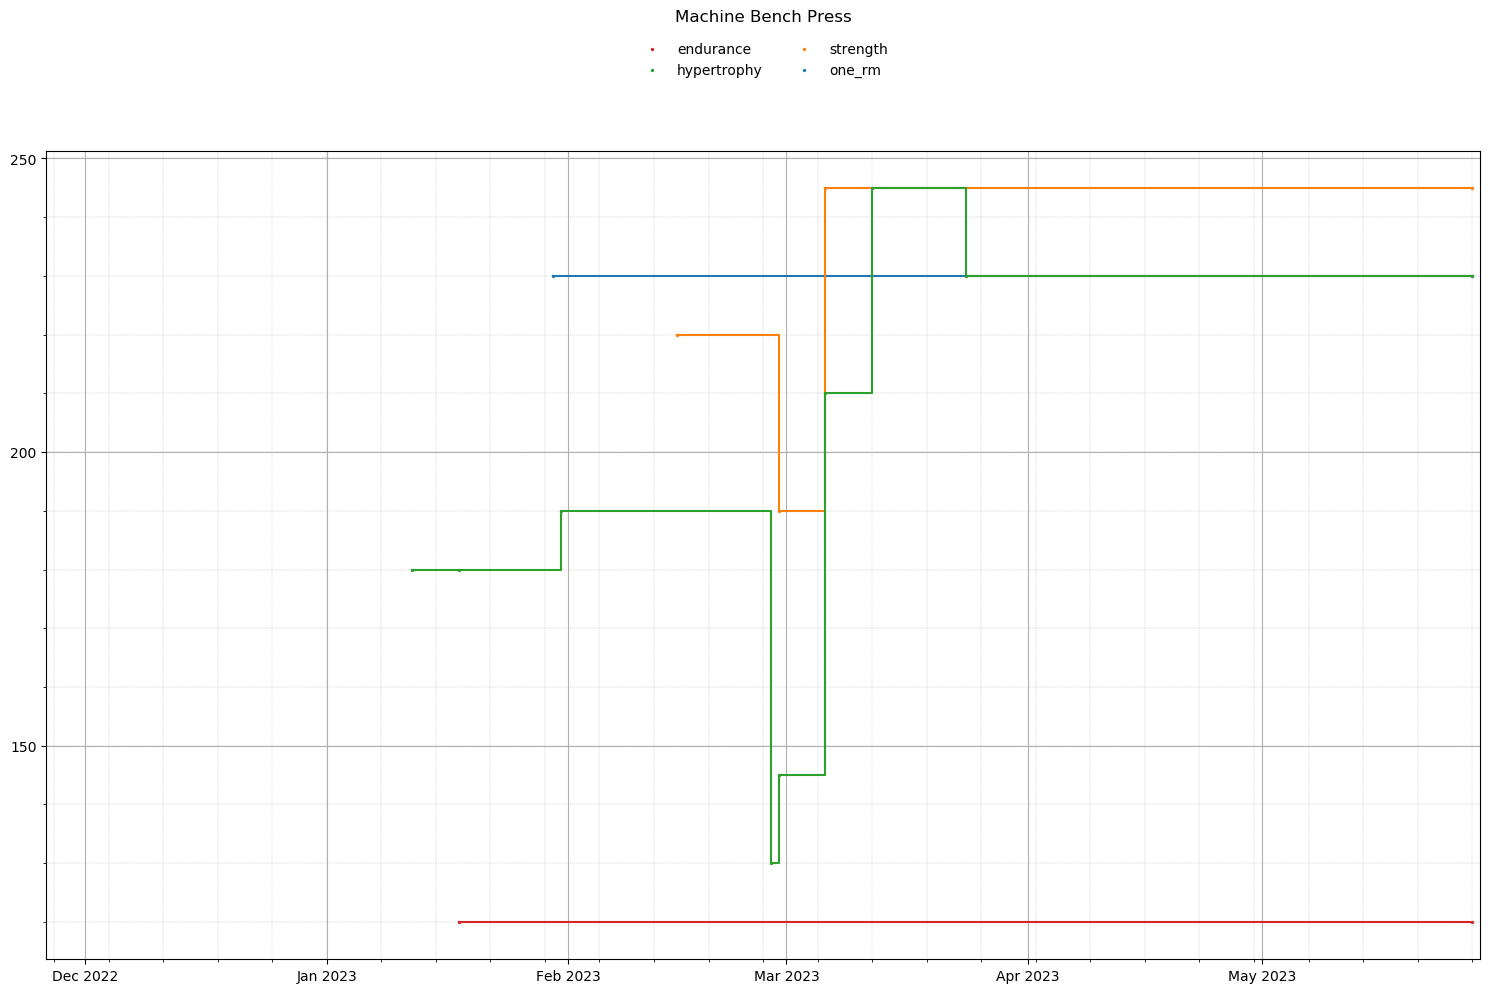 Machine Bench Press
endurance
hypertrophy
strength
one_rm
250
200
150
Dec 2022
Jan 2023
Feb 2023
Mar 2023
Apr 2023
May 2023